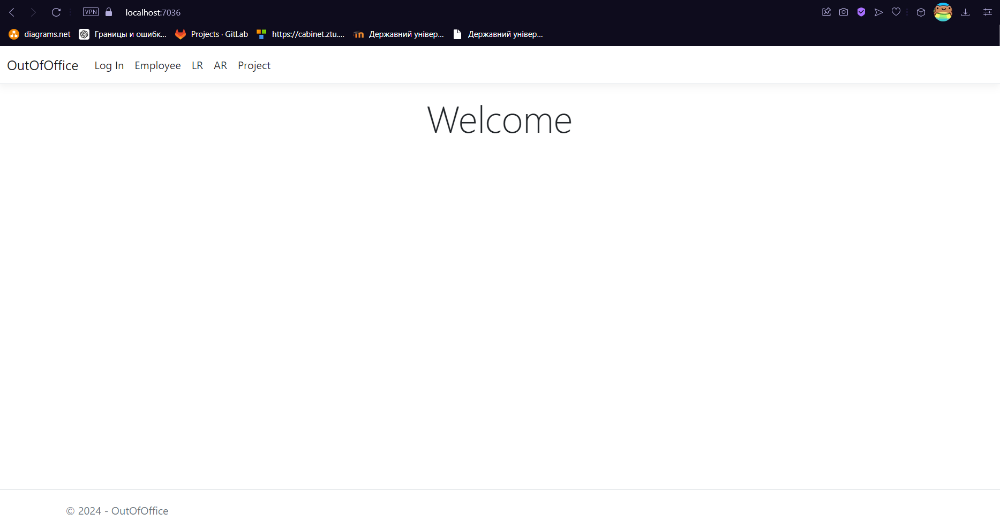 VPN localhost:7036
diagrams.net Границы и ошибк... Projects · GitLab https://cabinet.ztu.... Державний універ... Державний універ...
OutOfOffice Log In Employee LR AR Project
Welcome
© 2024 - OutOfOffice